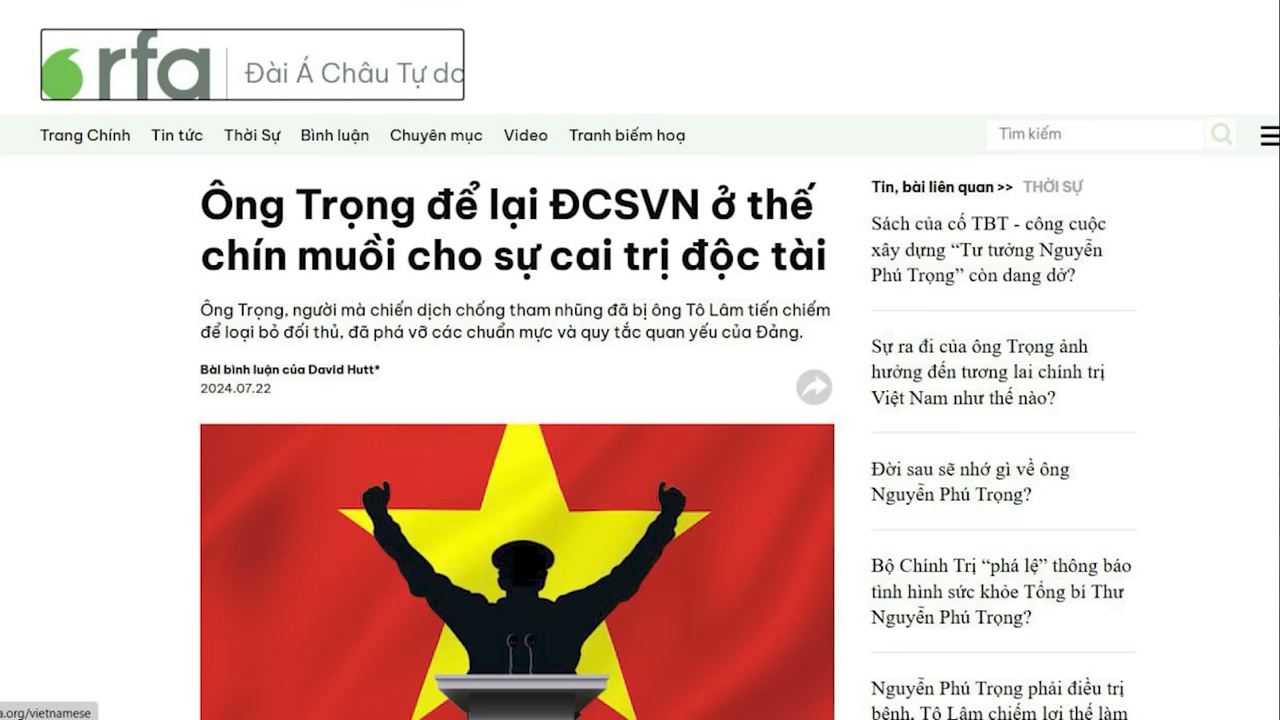 rfa Đài Á Châu Tự do
Trang Chính Tin tức Thời Sự Bình luận Chuyên mục Video Tranh biếm hoạ
Tìm kiếm
Ông Trọng để lại ĐCSVN ở thế
chín muồi cho sự cai trị độc tài
Ông Trọng, người mà chiến dịch chống tham nhũng đã bị ông Tô Lâm tiến chiếm
để loại bỏ đối thủ, đã phá vỡ các chuẩn mực và quy tắc quan yếu của Đảng.
Bài bình luận của David Hutt*
2024.07.22
Tin, bài liên quan >> THỜI SỰ
Sách của cố TBT - công cuộc
xây dựng “Tư tưởng Nguyễn
Phú Trọng” còn dang dở?
Sự ra đi của ông Trọng ảnh
hưởng đến tương lai chính trị
Việt Nam như thế nào?
Đời sau sẽ nhớ gì về ông
Nguyễn Phú Trọng?
Bộ Chính Trị “phá lệ” thông báo
tình hình sức khỏe Tổng bí Thư
Nguyễn Phú Trọng?
Nguyễn Phú Trọng phải điều trị
bệnh, Tô Lâm chiếm lợi thế làm
a.org/vietnamese